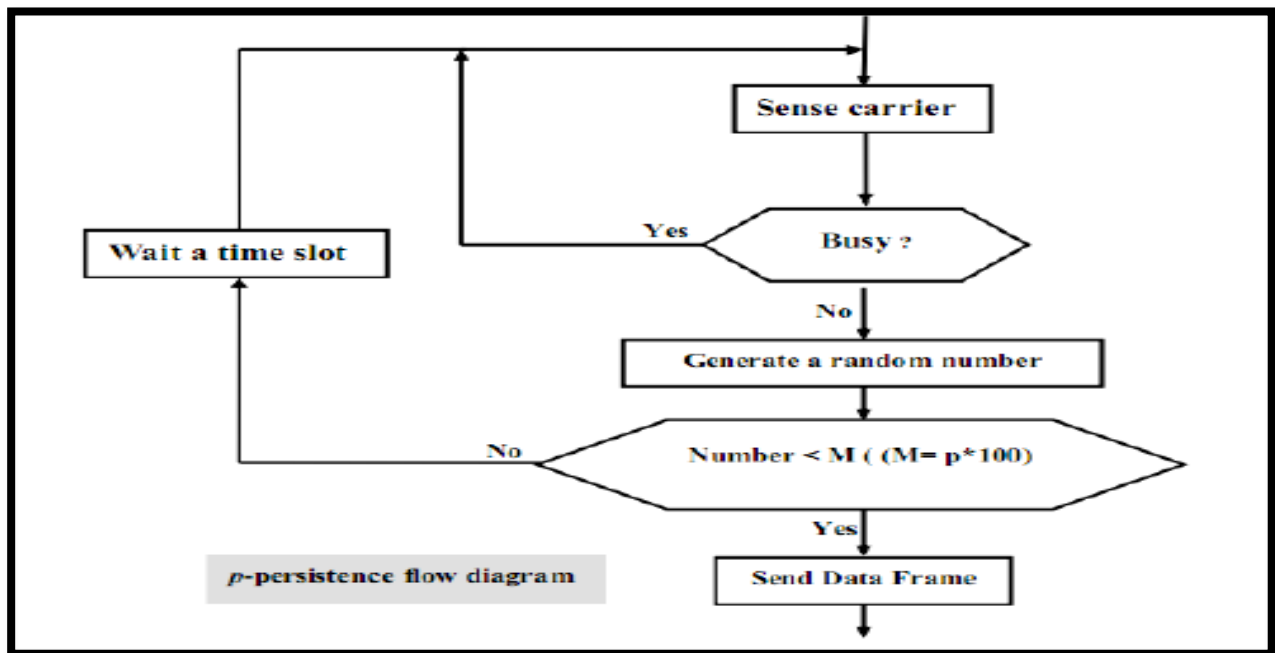 Sense carrier
Yes
Busy ?
Wait a time slot
No
Generate a random number
No
Number < M ( (M= p*100)
Yes
p-persistence flow diagram
Send Data Frame